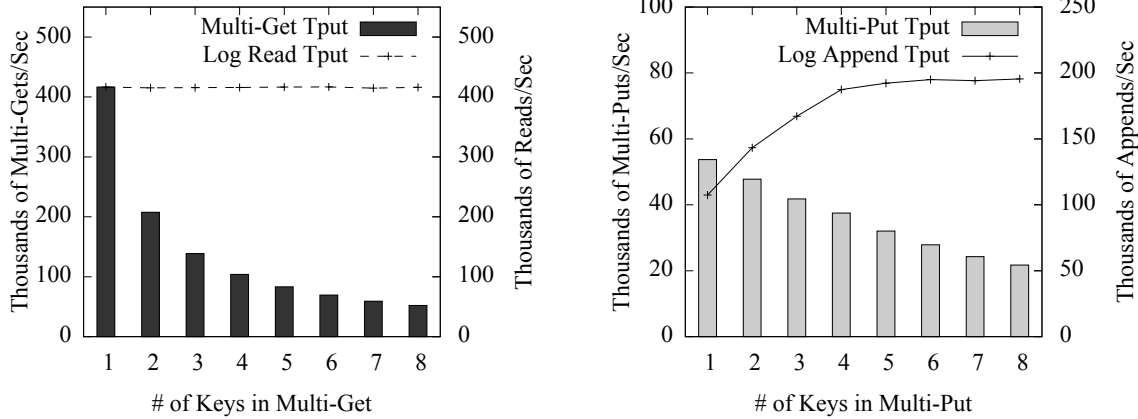 Multi-Get Tput
Log Read Tput
Thousands of Multi-Gets/Sec
500
400
300
200
100
0
500
400
300
200
100
0
Thousands of Reads/Sec
1 2 3 4 5 6 7 8
# of Keys in Multi-Get
Multi-Put Tput
Log Append Tput
Thousands of Multi-Puts/Sec
100
80
60
40
20
0
250
200
150
100
50
0
Thousands of Appends/Sec
1 2 3 4 5 6 7 8
# of Keys in Multi-Put